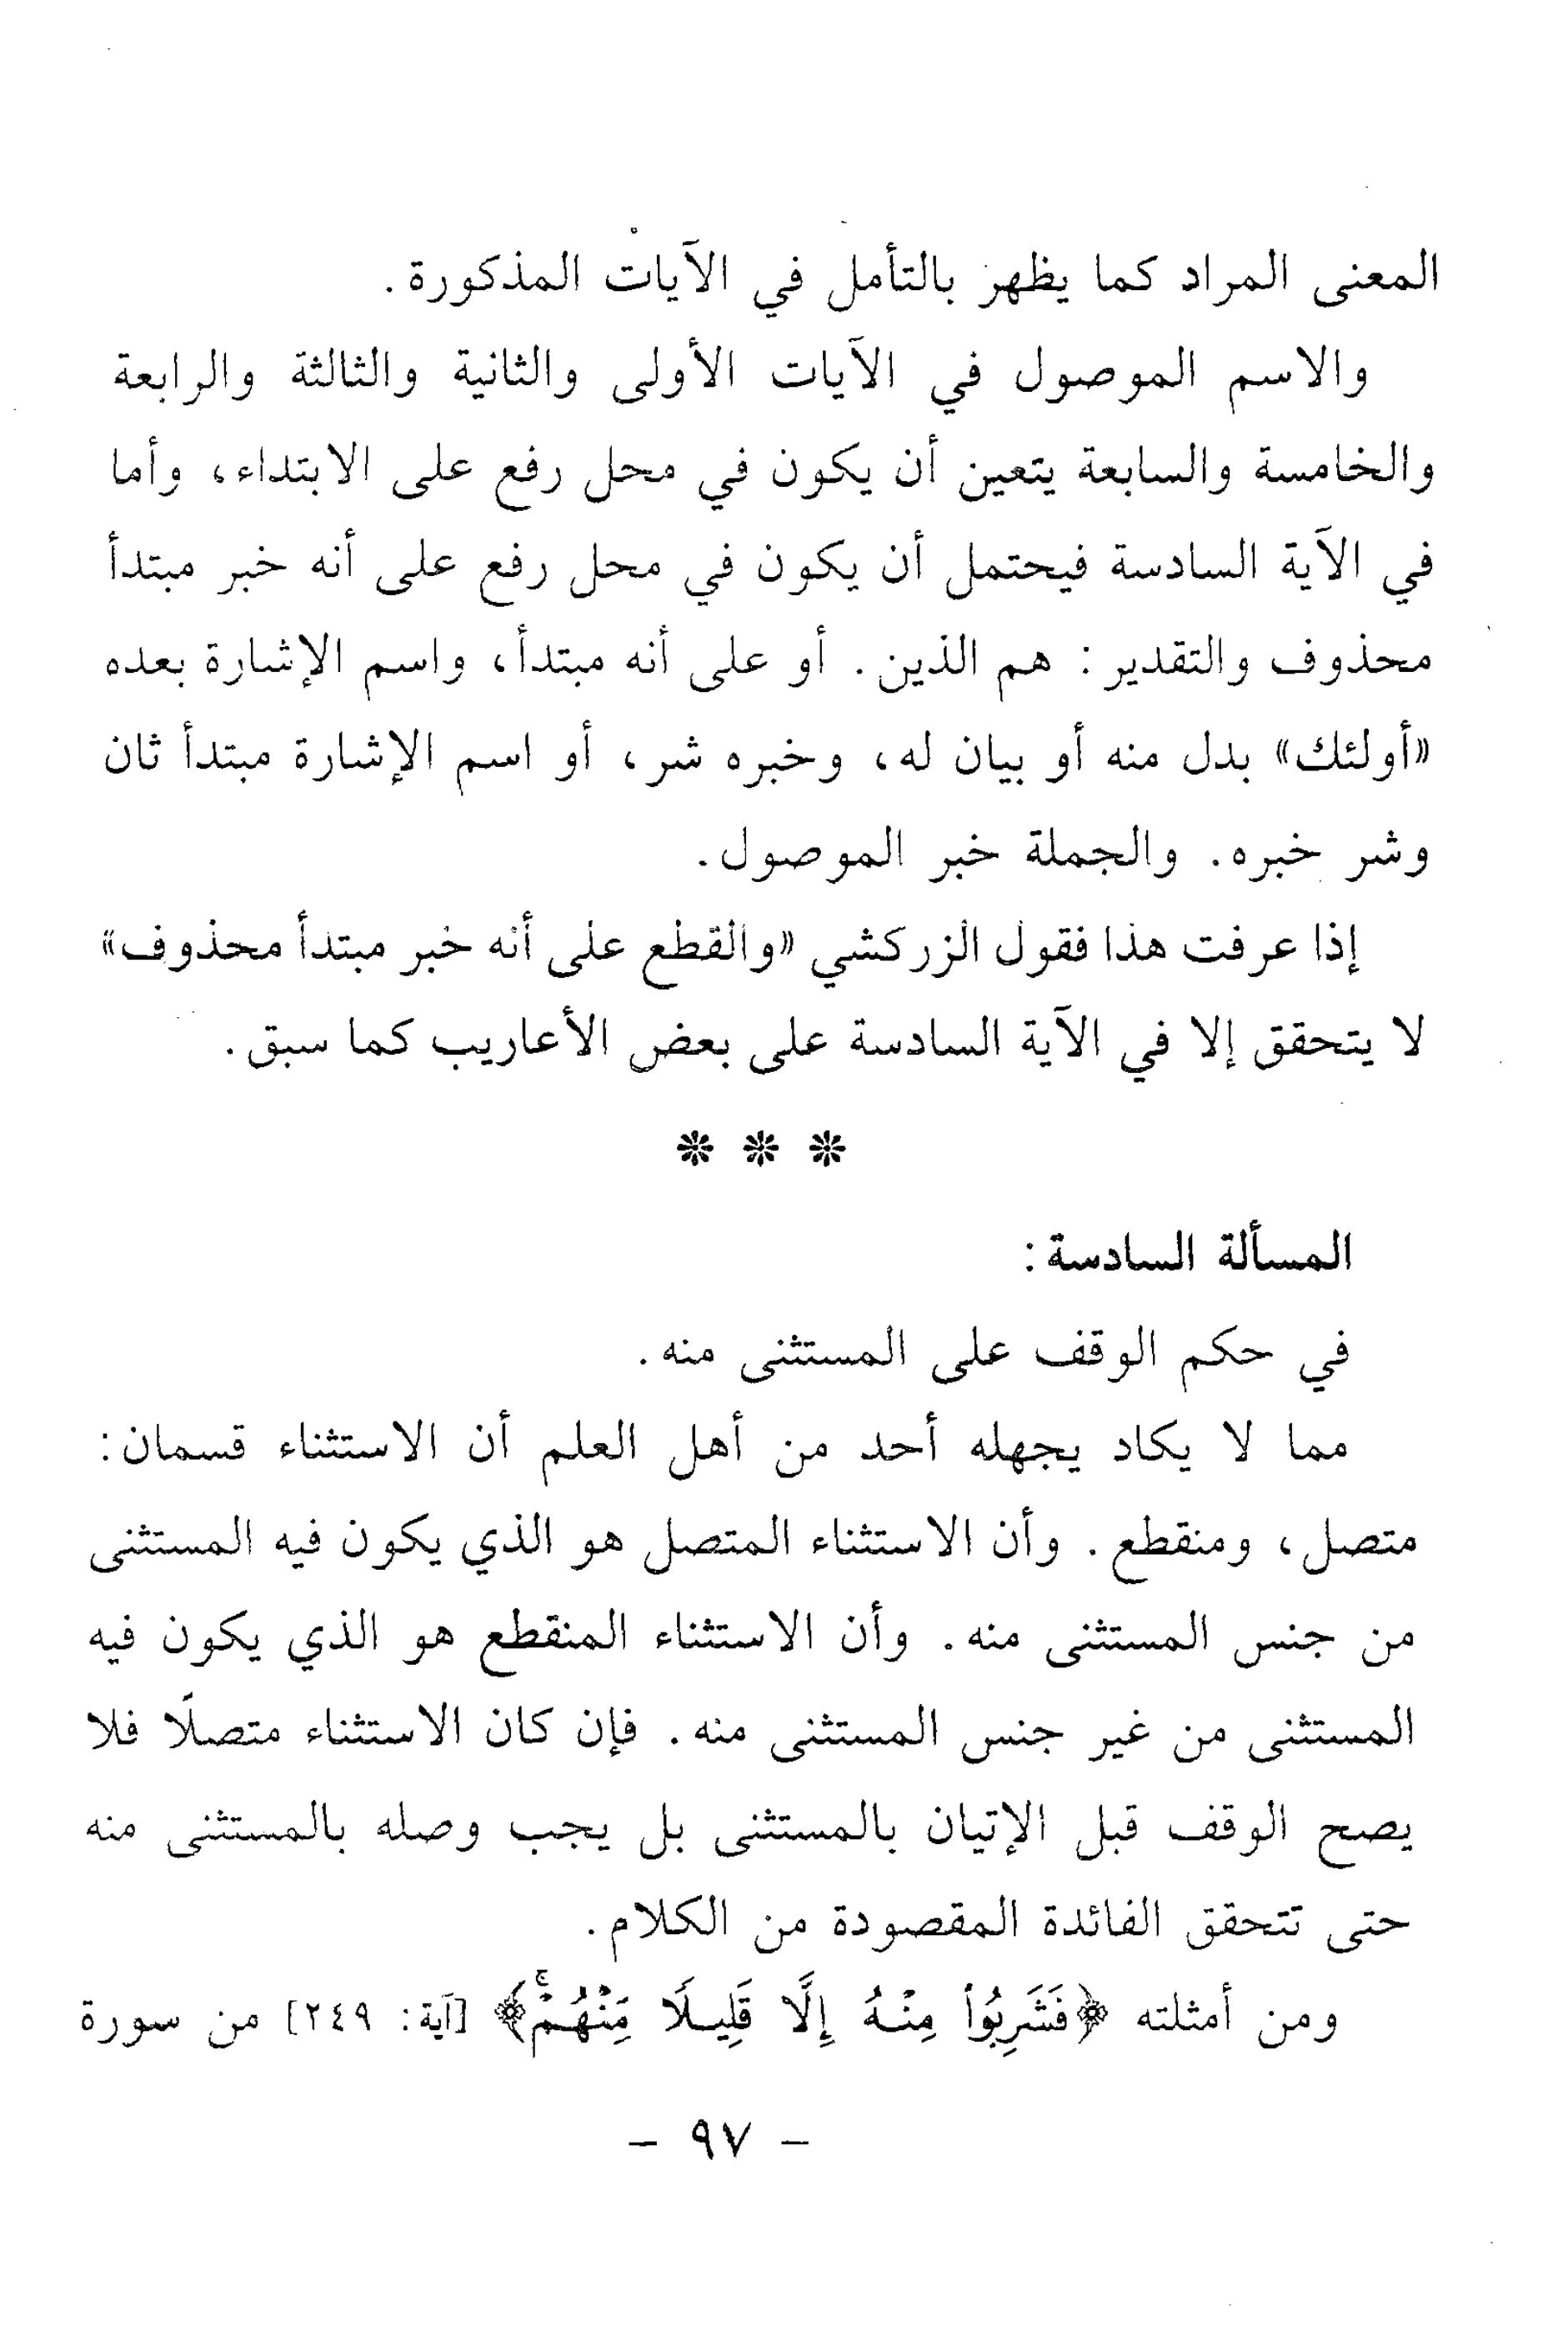 المعنى المراد كما يظهر بالتأمل في الآيات المذكورة.
والاسم الموصول في الآيات الأولى والثانية والثالثة والرابعة
والخامسة والسابعة يتعين أن يكون في محل رفع على الابتداء، وأما
في الآية السادسة فيحتمل أن يكون في محل رفع على أنه خبر مبتدأ
محذوف والتقدير: هم الذين. أو على أنه مبتدأ، واسم الإشارة بعده
«أولئك» بدل منه أو بيان له، وخبره شر، أو اسم الإشارة مبتدأ ثان
وشر خبره. والجملة خبر الموصول.
إذا عرفت هذا فقول الزركشي «والقطع على أنه خبر مبتدأ محذوف»
لا يتحقق إلا في الآية السادسة على بعض الأعاريب كما سبق.
* * *
المسألة السادسة:
في حكم الوقف على المستثنى منه.
مما لا يكاد يجهله أحد من أهل العلم أن الاستثناء قسمان:
متصل، ومنقطع. وأن الاستثناء المتصل هو الذي يكون فيه المستثنى
من جنس المستثنى منه. وأن الاستثناء المنقطع هو الذي يكون فيه
المستثنى من غير جنس المستثنى منه. فإن كان الاستثناء متصلًا فلا
يصح الوقف قبل الإتيان بالمستثنى بل يجب وصله بالمستثنى منه
حتى تتحقق الفائدة المقصودة من الكلام.
ومن أمثلته ﴿فَشَرِبُوا۟ مِنْهُ إِلَّا قَلِيلًا مِّنْهُمْ ۚ﴾ [آية: ٢٤٩] من سورة
- ٩٧ -